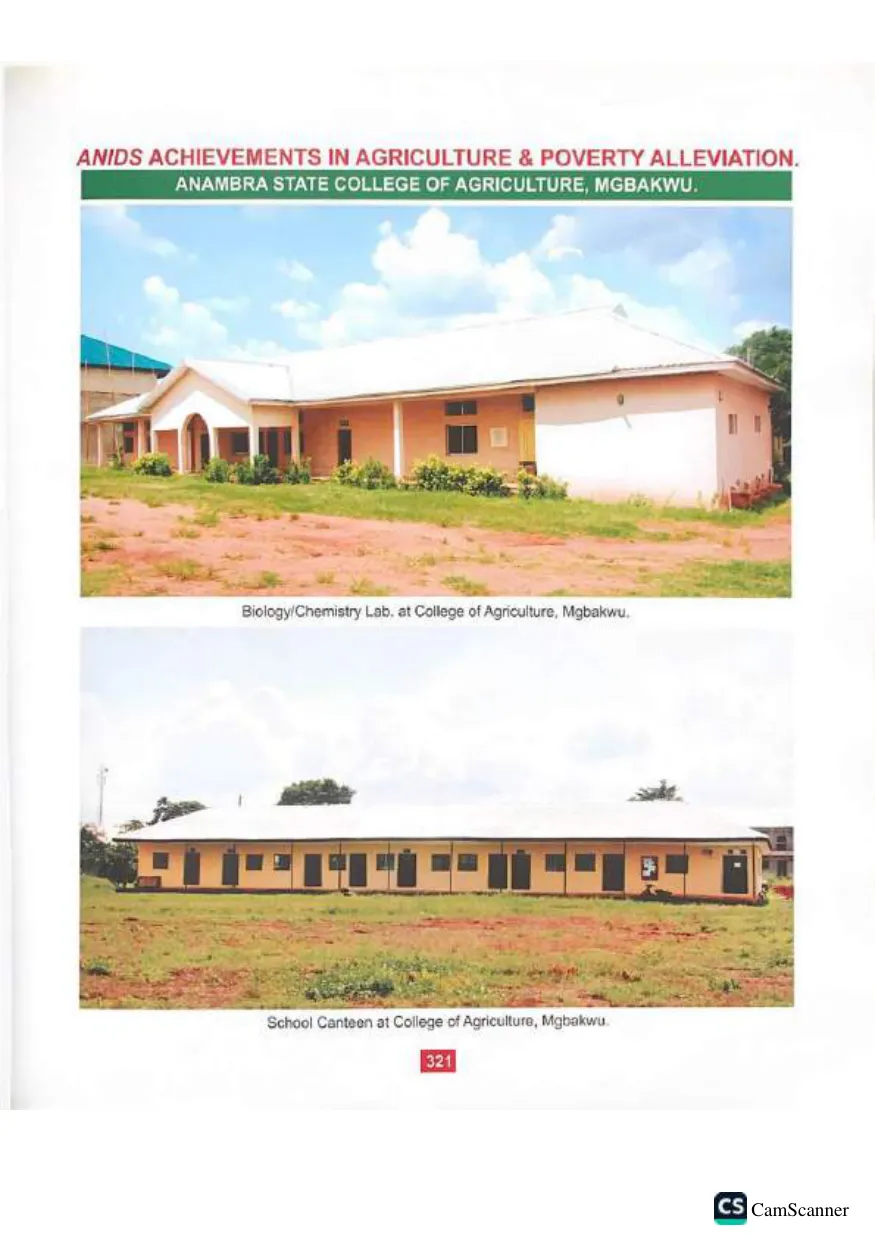 ANIDS ACHIEVEMENTS IN AGRICULTURE & POVERTY ALLEVIATION.
ANAMBRA STATE COLLEGE OF AGRICULTURE, MGBAKWU.
Biology/Chemistry Lab. at College of Agriculture, Mgbakwu.
School Canteen at College of Agriculture, Mgbakwu.
321
CS CamScanner